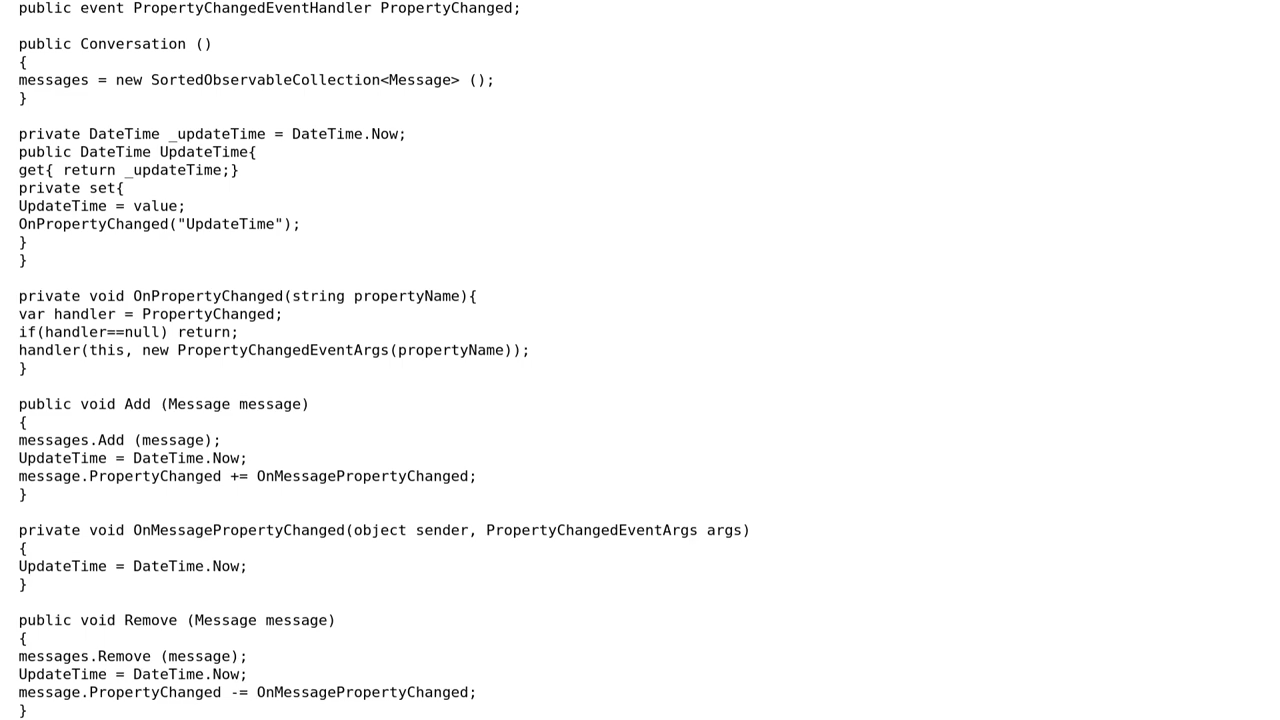 public event PropertyChangedEventHandler PropertyChanged;
public Conversation ()
{
messages = new SortedObservableCollection<Message> ();
}
private DateTime _updateTime = DateTime.Now;
public DateTime UpdateTime{
get{ return _updateTime;}
private set{
UpdateTime = value;
OnPropertyChanged("UpdateTime");
}
}
private void OnPropertyChanged(string propertyName){
var handler = PropertyChanged;
if(handler==null) return;
handler(this, new PropertyChangedEventArgs(propertyName));
}
public void Add (Message message)
{
messages.Add (message);
UpdateTime = DateTime.Now;
message.PropertyChanged += OnMessagePropertyChanged;
}
private void OnMessagePropertyChanged(object sender, PropertyChangedEventArgs args)
{
UpdateTime = DateTime.Now;
}
public void Remove (Message message)
{
messages.Remove (message);
UpdateTime = DateTime.Now;
message.PropertyChanged -= OnMessagePropertyChanged;
}